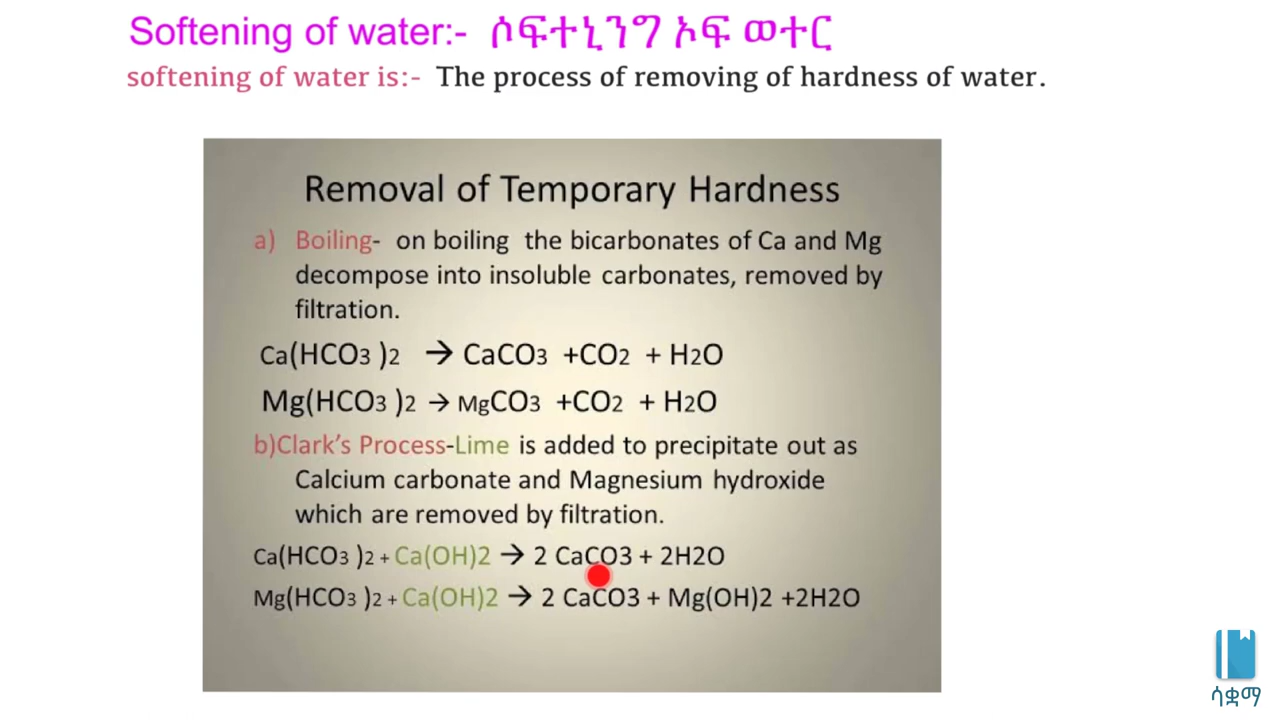 Softening of water:- ሶፍተኒንግ ኦፍ ወተር
softening of water is:- The process of removing of hardness of water.
Removal of Temporary Hardness
a) Boiling- on boiling the bicarbonates of Ca and Mg
decompose into insoluble carbonates, removed by
filtration.
Ca(HCO3 )2 → CaCO3 +CO2 + H2O
Mg(HCO3 )2 → MgCO3 +CO2 + H2O
b)Clark's Process-Lime is added to precipitate out as
Calcium carbonate and Magnesium hydroxide
which are removed by filtration.
Ca(HCO3 )2 + Ca(OH)2 → 2 CaCO3 + 2H2O
Mg(HCO3 )2 + Ca(OH)2 → 2 CaCO3 + Mg(OH)2 +2H2O
ሳቋማ